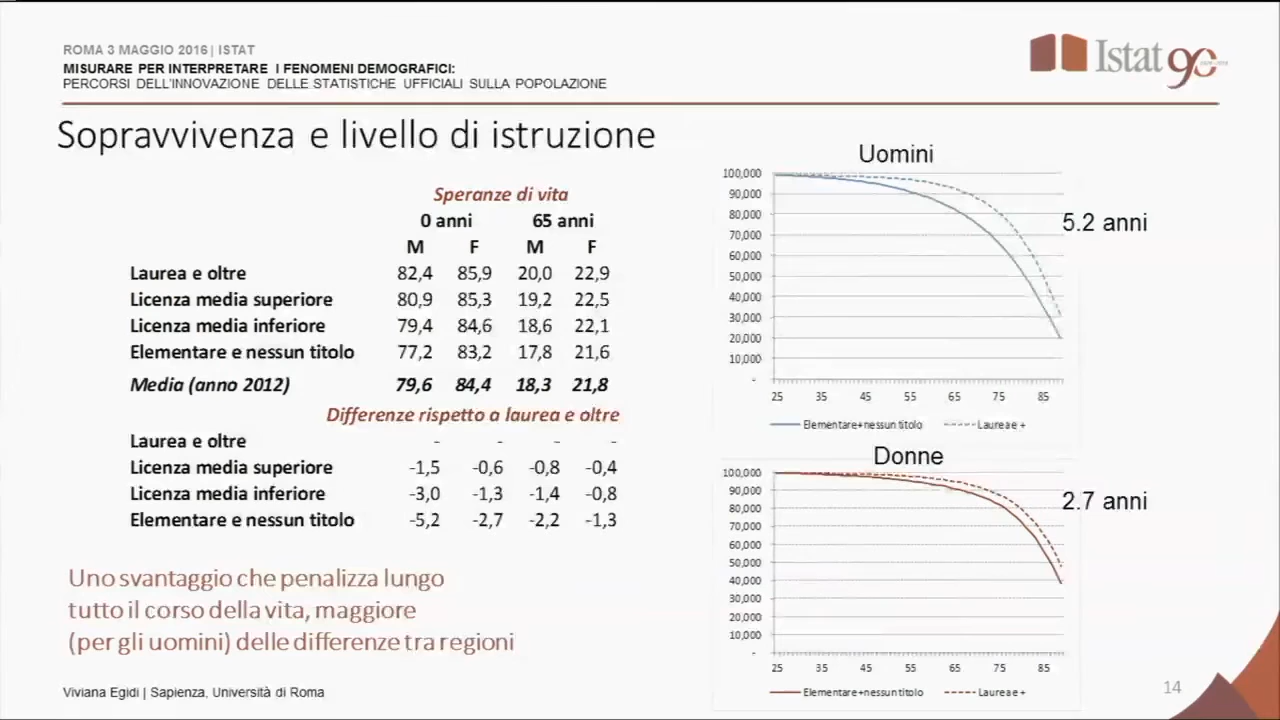 ROMA 3 MAGGIO 2016 | ISTAT
MISURARE PER INTERPRETARE I FENOMENI DEMOGRAFICI:
PERCORSI DELL'INNOVAZIONE DELLE STATISTICHE UFFICIALI SULLA POPOLAZIONE
Istat 90
Sopravvivenza e livello di istruzione
Speranze di vita
0 anni 65 anni
M F M F
Laurea e oltre 82,4 85,9 20,0 22,9
Licenza media superiore 80,9 85,3 19,2 22,5
Licenza media inferiore 79,4 84,6 18,6 22,1
Elementare e nessun titolo 77,2 83,2 17,8 21,6
Media (anno 2012) 79,6 84,4 18,3 21,8
Differenze rispetto a laurea e oltre
Laurea e oltre - - - -
Licenza media superiore -1,5 -0,6 -0,8 -0,4
Licenza media inferiore -3,0 -1,3 -1,4 -0,8
Elementare e nessun titolo -5,2 -2,7 -2,2 -1,3
Uno svantaggio che penalizza lungo
tutto il corso della vita, maggiore
(per gli uomini) delle differenze tra regioni
Uomini
100,000
90,000
80,000
70,000
60,000
50,000
40,000
30,000
20,000
10,000
-
25 35 45 55 65 75 85
Elementare+nessun titolo Laurea e +
5.2 anni
Donne
100,000
90,000
80,000
70,000
60,000
50,000
40,000
30,000
20,000
10,000
-
25 35 45 55 65 75 85
Elementare+nessun titolo Laurea e +
2.7 anni
Viviana Egidi | Sapienza, Università di Roma
14